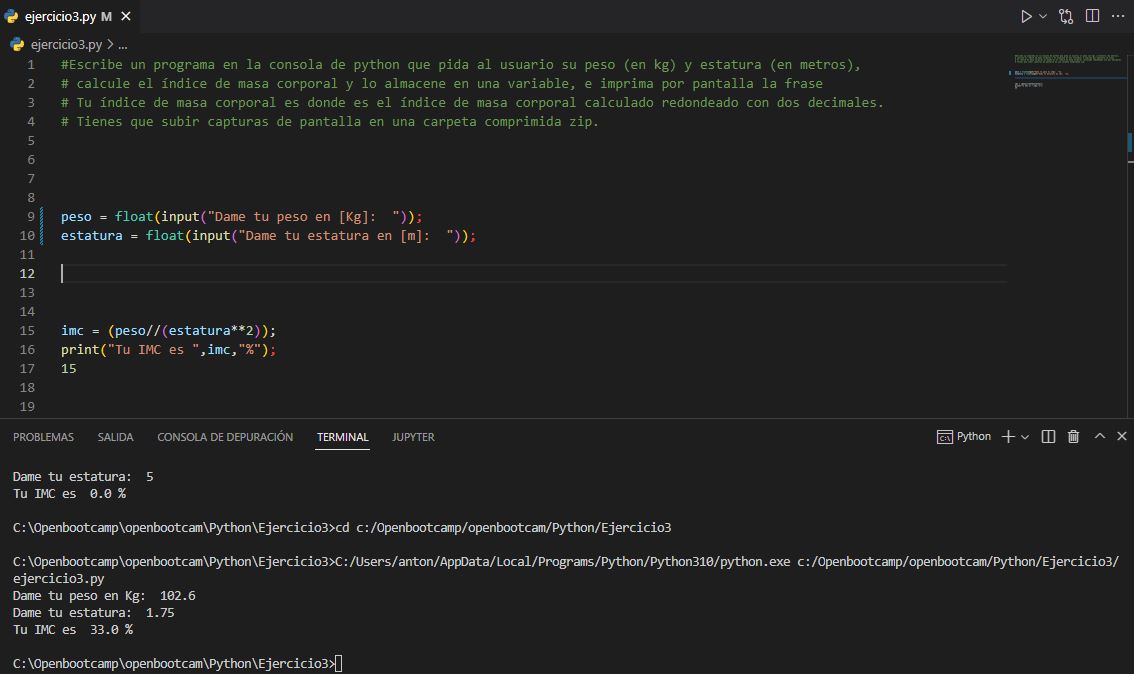 ejercicio3.py M
ejercicio3.py > ...
1 #Escribe un programa en la consola de python que pida al usuario su peso (en kg) y estatura (en metros),
2 # calcule el índice de masa corporal y lo almacene en una variable, e imprima por pantalla la frase
3 # Tu índice de masa corporal es donde es el índice de masa corporal calculado redondeado con dos decimales.
4 # Tienes que subir capturas de pantalla en una carpeta comprimida zip.
5
6
7
8
9 peso = float(input("Dame tu peso en [Kg]:  "));
10 estatura = float(input("Dame tu estatura en [m]:  "));
11
12
13
14
15 imc = (peso//(estatura**2));
16 print("Tu IMC es ",imc,"%");
17 15
18
19
PROBLEMAS SALIDA CONSOLA DE DEPURACIÓN TERMINAL JUPYTER Python
Dame tu estatura:  5
Tu IMC es  0.0 %
C:\Openbootcamp\openbootcam\Python\Ejercicio3>cd c:/Openbootcamp/openbootcam/Python/Ejercicio3
C:\Openbootcamp\openbootcam\Python\Ejercicio3>C:/Users/anton/AppData/Local/Programs/Python/Python310/python.exe c:/Openbootcamp/openbootcam/Python/Ejercicio3/
ejercicio3.py
Dame tu peso en Kg:  102.6
Dame tu estatura:  1.75
Tu IMC es  33.0 %
C:\Openbootcamp\openbootcam\Python\Ejercicio3>